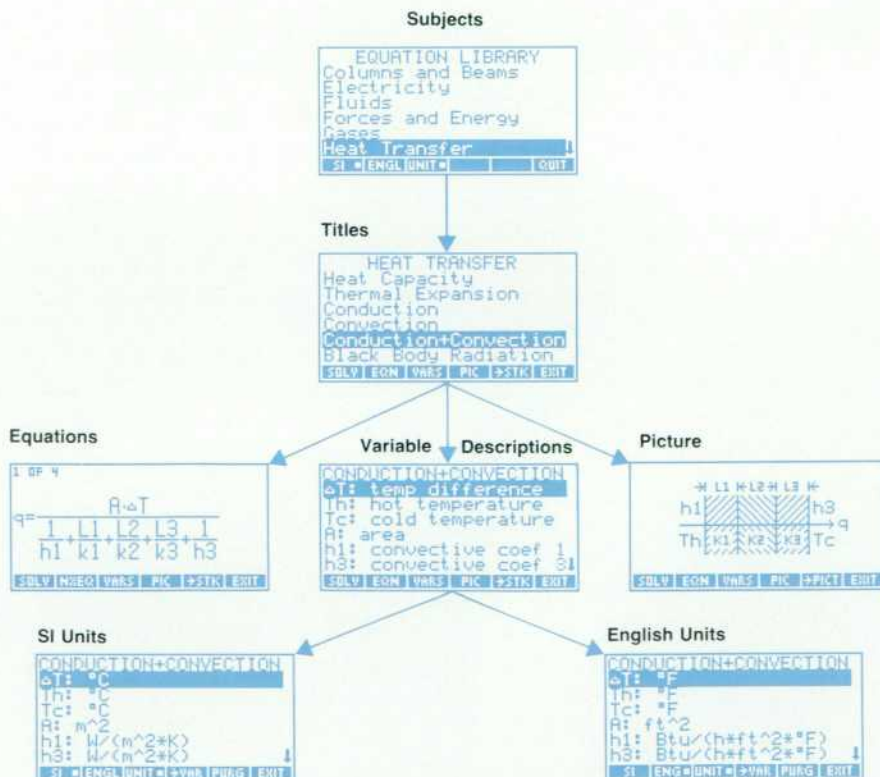 Subjects
EQUATION LIBRARY
Columns and Beams
Electricity
Fluids
Forces and Energy
Gases
Heat Transfer ↓
SI ▪ ENGL UNIT ▪ QUIT
Titles
HEAT TRANSFER
Heat Capacity
Thermal Expansion
Conduction
Convection
Conduction+Convection
Black Body Radiation
SOLV EQN VARS PIC →STK EXIT
Equations
1 OF 4
q= A·△T
1/h1 + L1/k1 + L2/k2 + L3/k3 + 1/h3
SOLV NXEQ VARS PIC →STK EXIT
Variable Descriptions
CONDUCTION+CONVECTION
△T: temp difference
Th: hot temperature
Tc: cold temperature
A: area
h1: convective coef 1
h3: convective coef 3↓
SOLV EQN VARS PIC →STK EXIT
Picture
L1 L2 L3
h1 h3
q
Th K1 K2 K3 Tc
SOLV EQN VARS PIC →PICT EXIT
SI Units
CONDUCTION+CONVECTION
△T: °C
Th: °C
Tc: °C
A: m^2
h1: W/(m^2*K)
h3: W/(m^2*K) ↓
SI ▪ ENGL UNIT ▪ →VAR PURG EXIT
English Units
CONDUCTION+CONVECTION
△T: °F
Th: °F
Tc: °F
A: ft^2
h1: Btu/(h*ft^2*°F)
h3: Btu/(h*ft^2*°F) ↓
SI ENG ▪ UNIT ▪ →VAR PURG EXIT